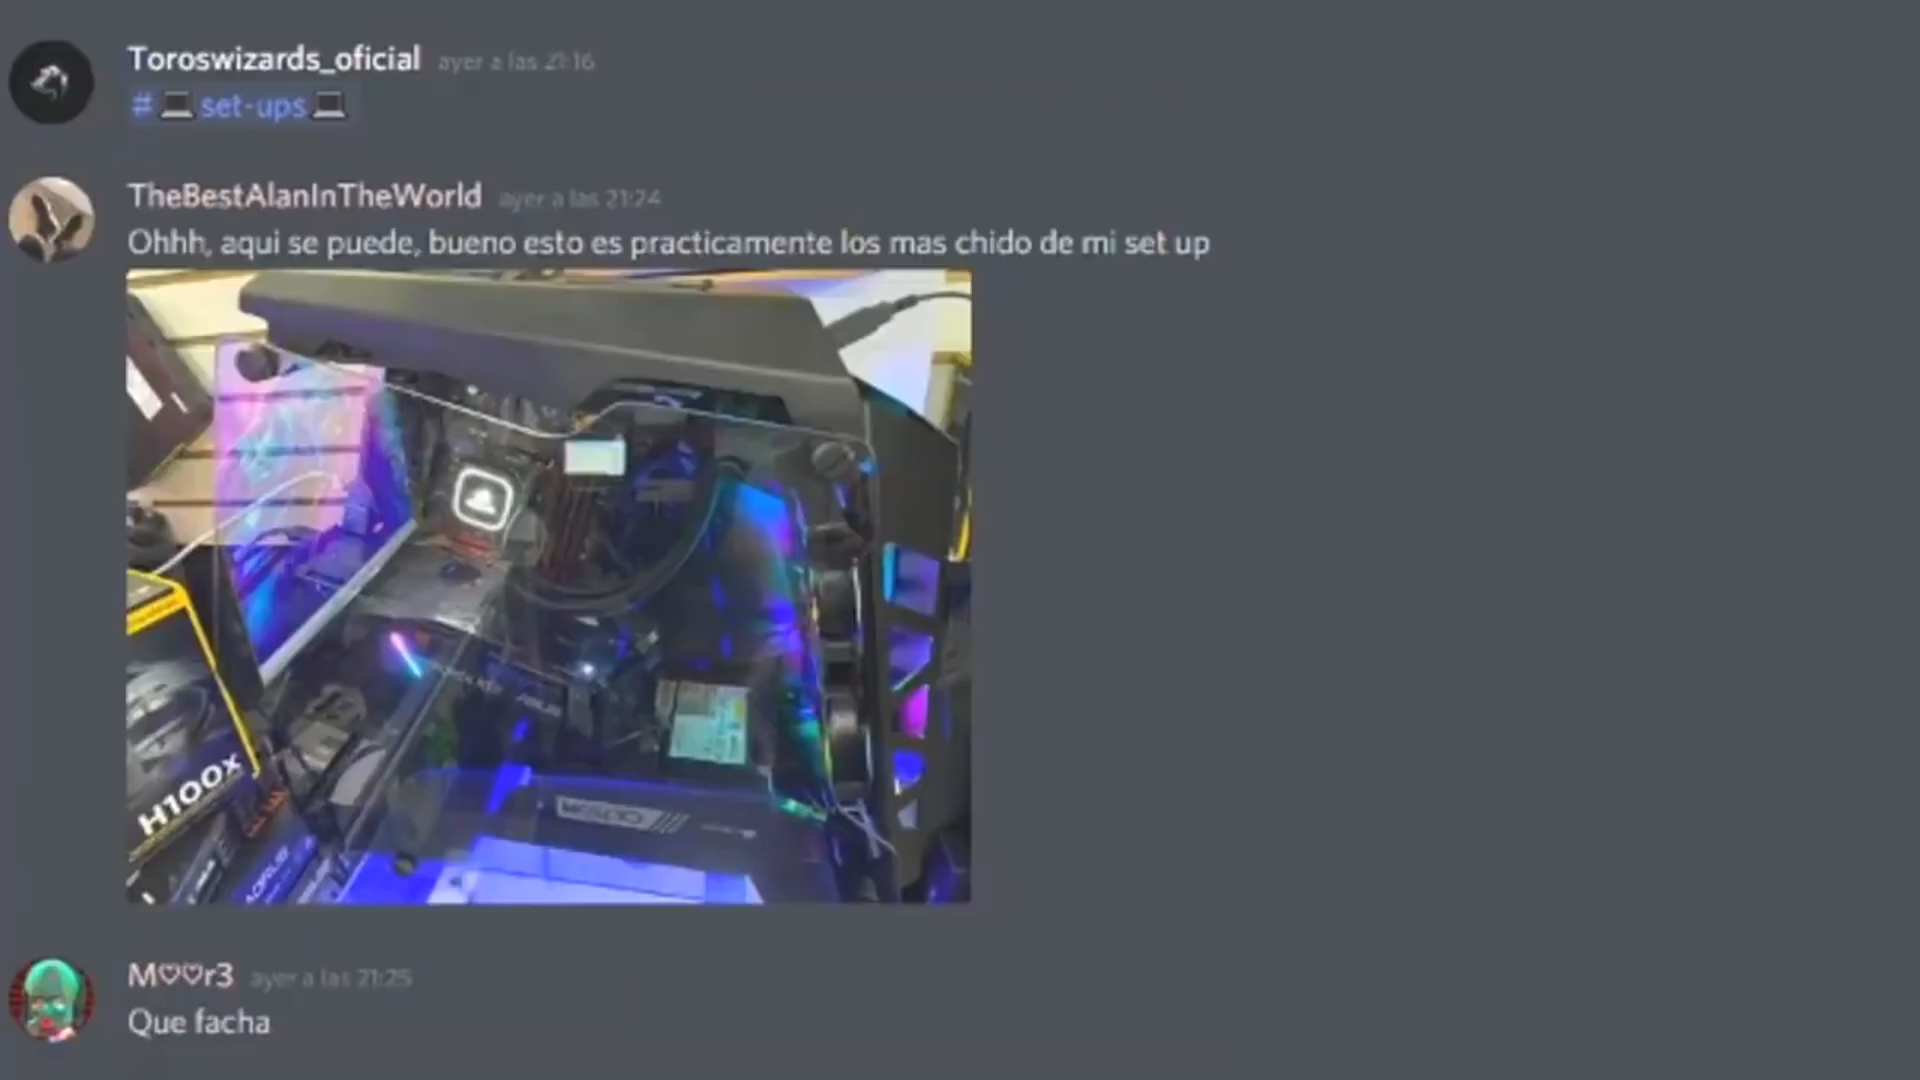 Toroswizards_oficial ayer a las 21:16
# 💻 set-ups 💻
TheBestAlanInTheWorld ayer a las 21:24
Ohhh, aqui se puede, bueno esto es practicamente los mas chido de mi set up
H100x
M♡♡r3 ayer a las 21:25
Que facha